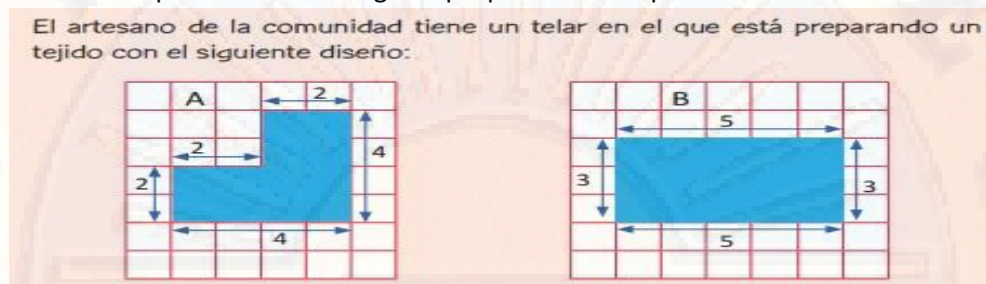 El artesano de la comunidad tiene un telar en el que está preparando un
tejido con el siguiente diseño:
A
2
2
4
2
4
B
5
3
3
5